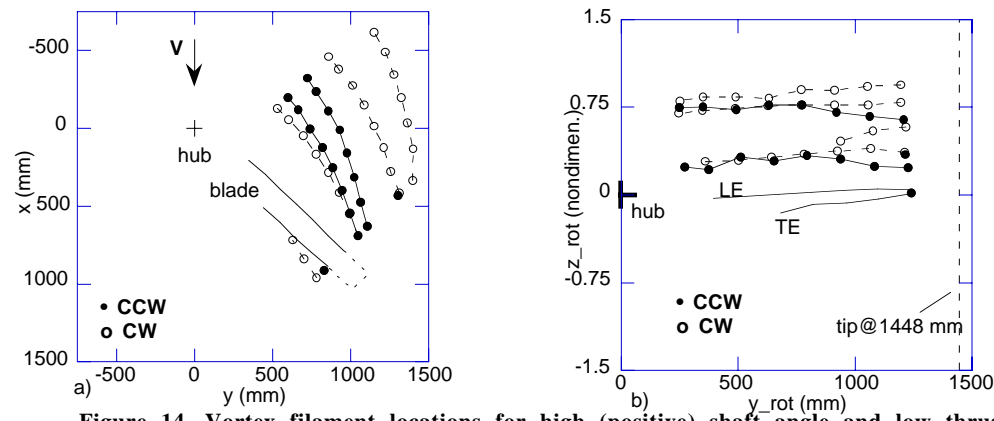 -500
0
500
1000
1500
x (mm)
V
hub
blade
CCW
CW
a)
-500 0 500 1000 1500
y (mm)
1.5
0.75
0
-0.75
-1.5
-z_rot (nondimen.)
hub
LE
TE
CCW
CW
tip@1448 mm
b)
0 500 1000 1500
y_rot (mm)
Figure 14. Vortex filament locations for high (positive) shaft angle and low thrus